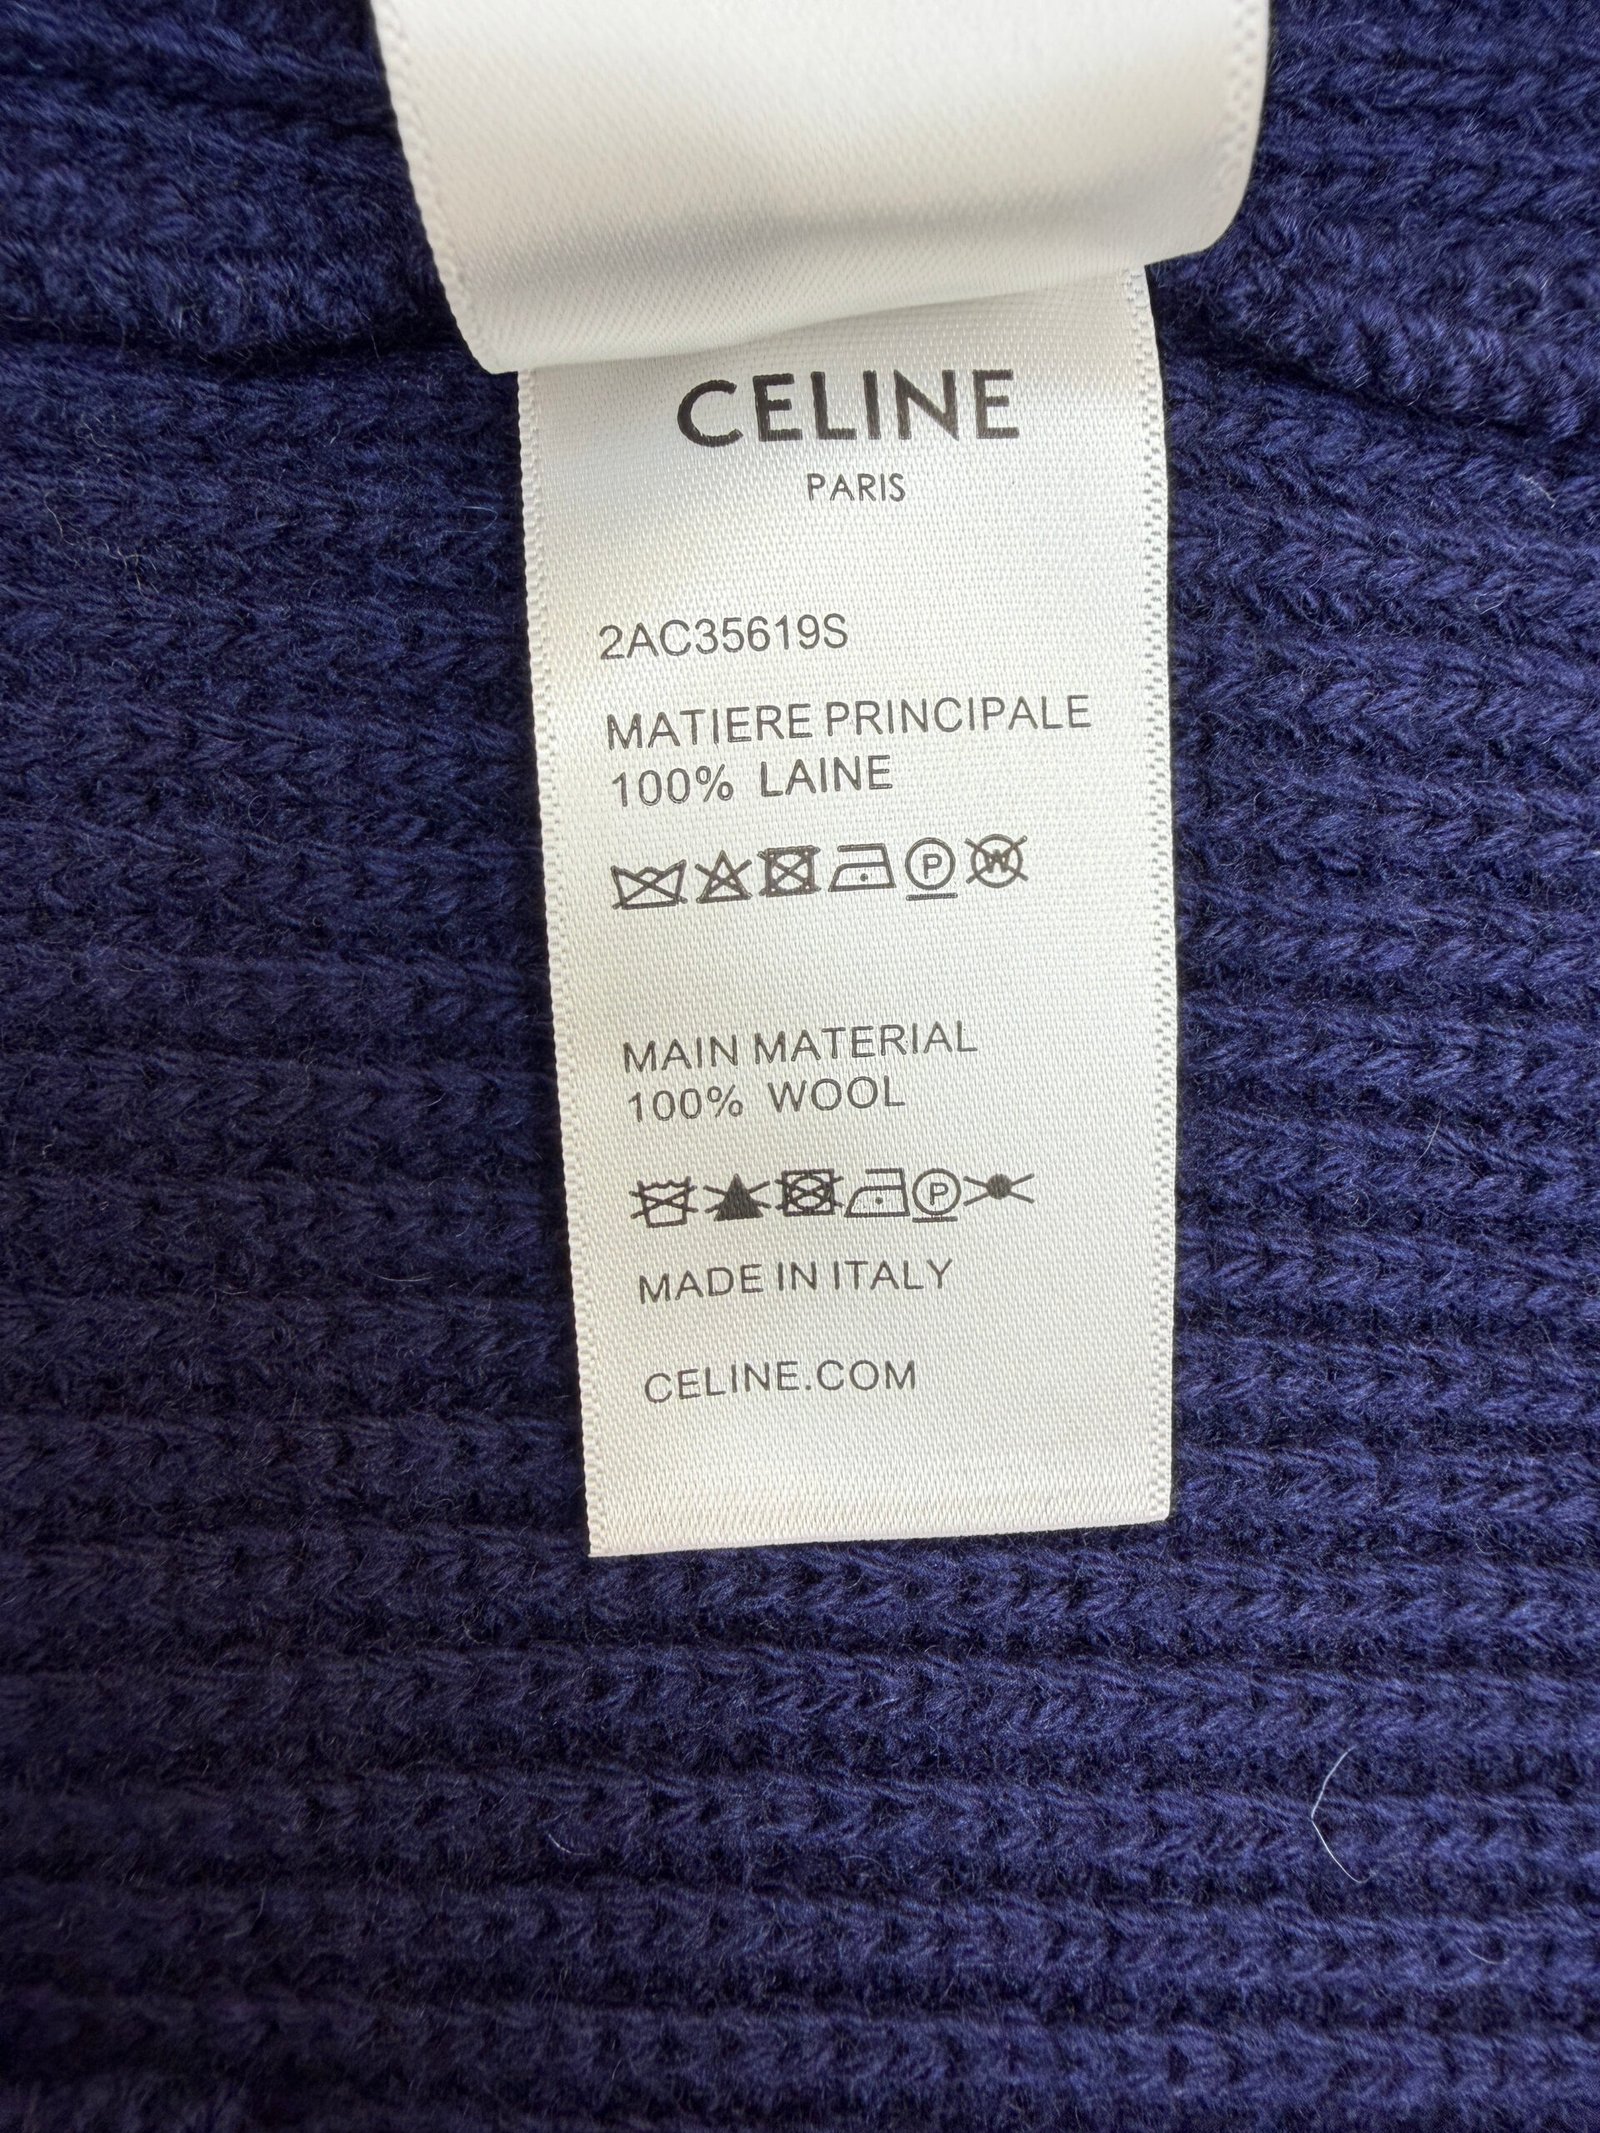 CELINE
PARIS
2AC35619S
MATIERE PRINCIPALE
100% LAINE
P W
MAIN MATERIAL
100% WOOL
P
MADE IN ITALY
CELINE.COM